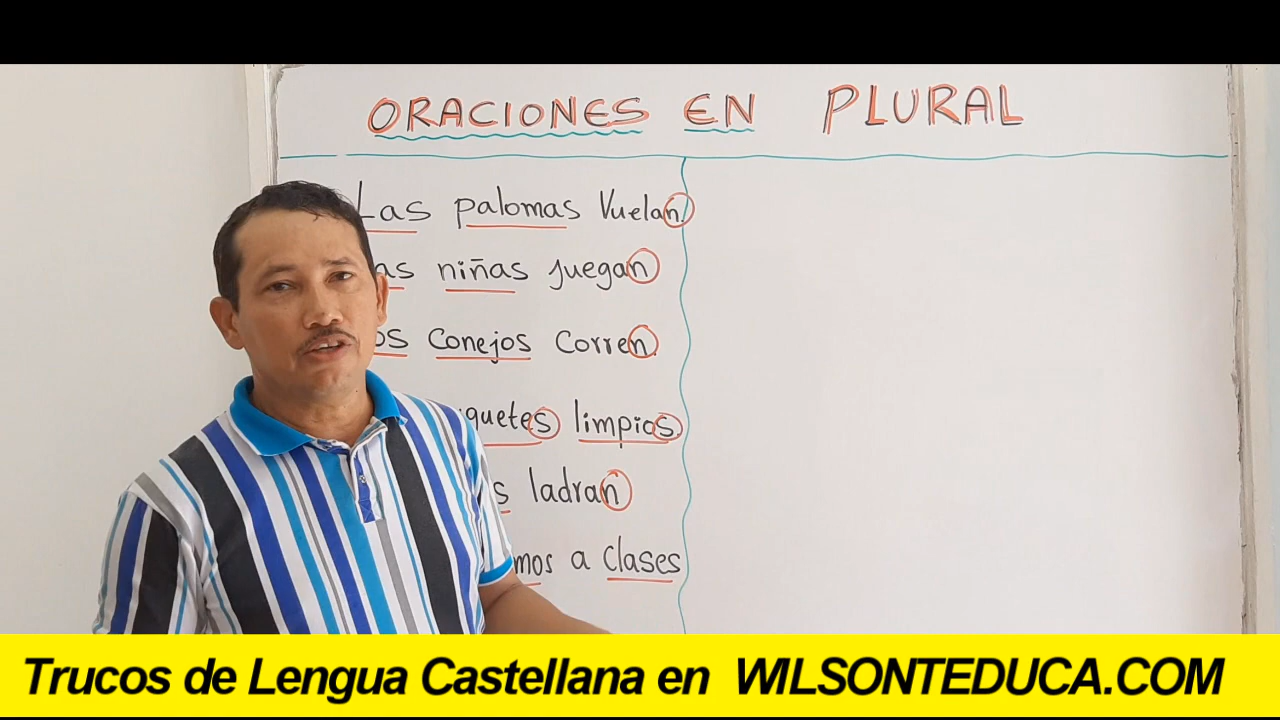 ORACIONES EN PLURAL
Las palomas Vuelan.
as niñas juegan
os Conejos Corren.
guetes limpios.
s ladran
mos a clases
Trucos de Lengua Castellana en WILSONTEDUCA.COM